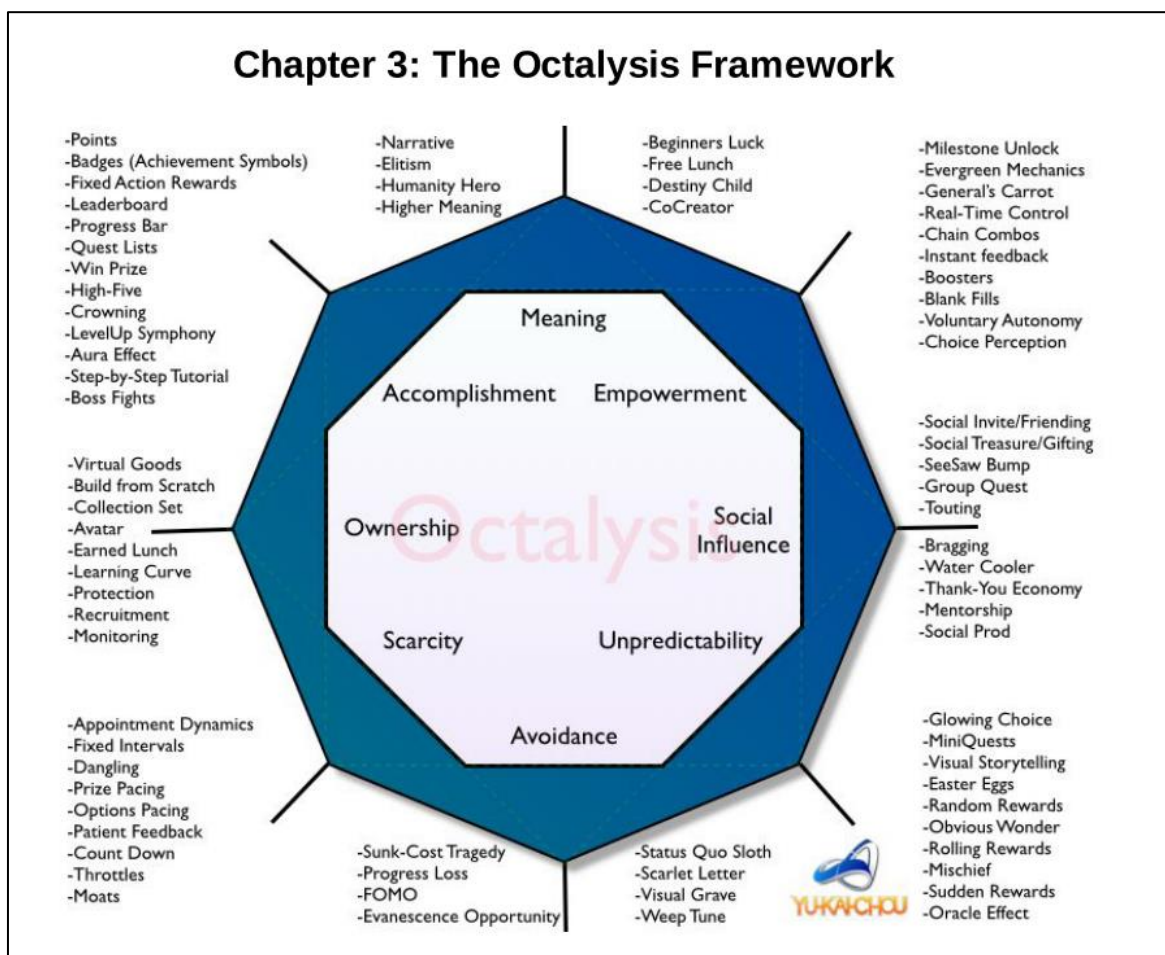 Chapter 3: The Octalysis Framework
-Points
-Badges (Achievement Symbols)
-Fixed Action Rewards
-Leaderboard
-Progress Bar
-Quest Lists
-Win Prize
-High-Five
-Crowning
-LevelUp Symphony
-Aura Effect
-Step-by-Step Tutorial
-Boss Fights
-Narrative
-Elitism
-Humanity Hero
-Higher Meaning
-Beginners Luck
-Free Lunch
-Destiny Child
-CoCreator
-Milestone Unlock
-Evergreen Mechanics
-General's Carrot
-Real-Time Control
-Chain Combos
-Instant feedback
-Boosters
-Blank Fills
-Voluntary Autonomy
-Choice Perception
Meaning
Accomplishment
Empowerment
Ownership
Octalysis
Social
Influence
Scarcity
Unpredictability
Avoidance
-Virtual Goods
-Build from Scratch
-Collection Set
-Avatar
-Earned Lunch
-Learning Curve
-Protection
-Recruitment
-Monitoring
-Social Invite/Friending
-Social Treasure/Gifting
-SeeSaw Bump
-Group Quest
-Touting
-Bragging
-Water Cooler
-Thank-You Economy
-Mentorship
-Social Prod
-Appointment Dynamics
-Fixed Intervals
-Dangling
-Prize Pacing
-Options Pacing
-Patient Feedback
-Count Down
-Throttles
-Moats
-Sunk-Cost Tragedy
-Progress Loss
-FOMO
-Evanescence Opportunity
-Status Quo Sloth
-Scarlet Letter
-Visual Grave
-Weep Tune
YU-KAI-CHOU
-Glowing Choice
-MiniQuests
-Visual Storytelling
-Easter Eggs
-Random Rewards
-Obvious Wonder
-Rolling Rewards
-Mischief
-Sudden Rewards
-Oracle Effect